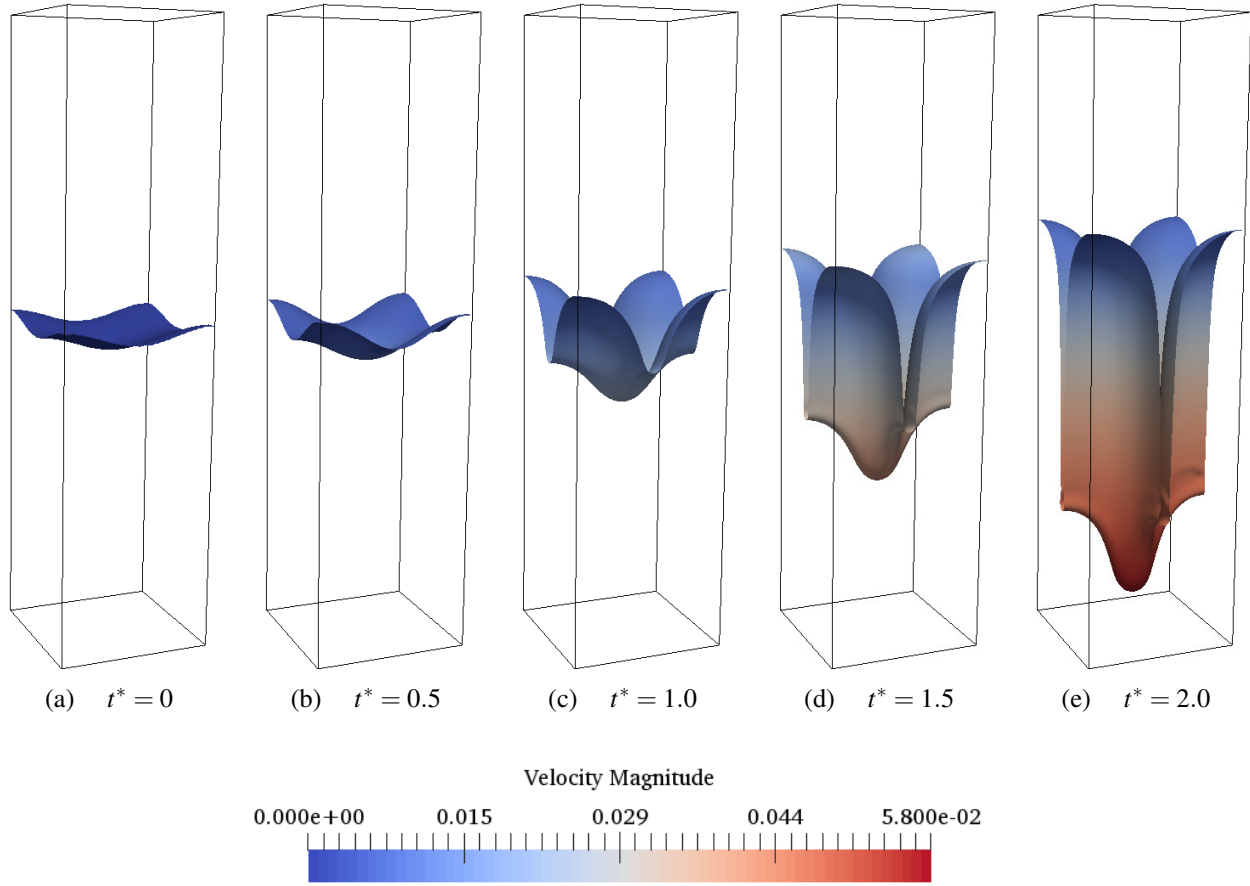 (a) t* = 0 (b) t* = 0.5 (c) t* = 1.0 (d) t* = 1.5 (e) t* = 2.0
Velocity Magnitude
0.000e+00 0.015 0.029 0.044 5.800e-02